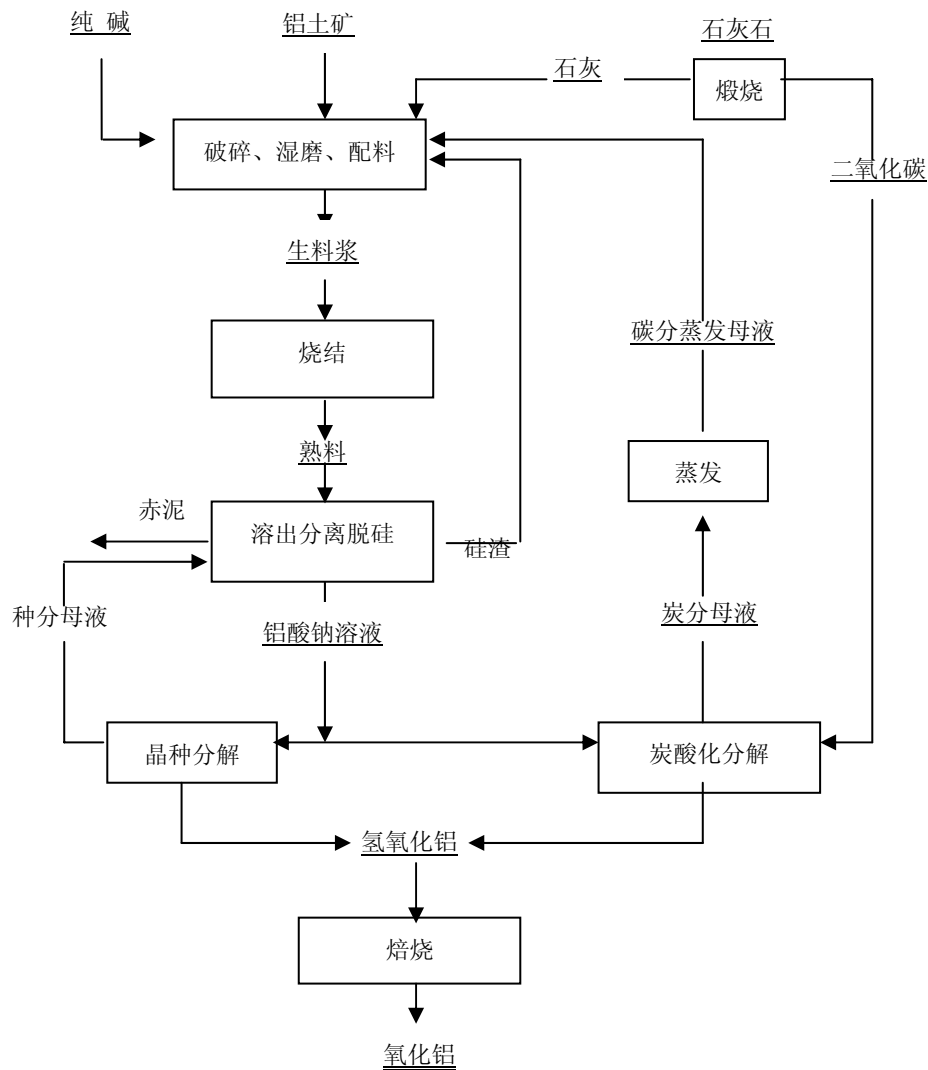 纯 碱
铝土矿
石灰石
石灰
煅烧
破碎、湿磨、配料
二氧化碳
生料浆
碳分蒸发母液
烧结
熟料
蒸发
赤泥
溶出分离脱硅
硅渣
种分母液
铝酸钠溶液
炭分母液
晶种分解
炭酸化分解
氢氧化铝
焙烧
氧化铝